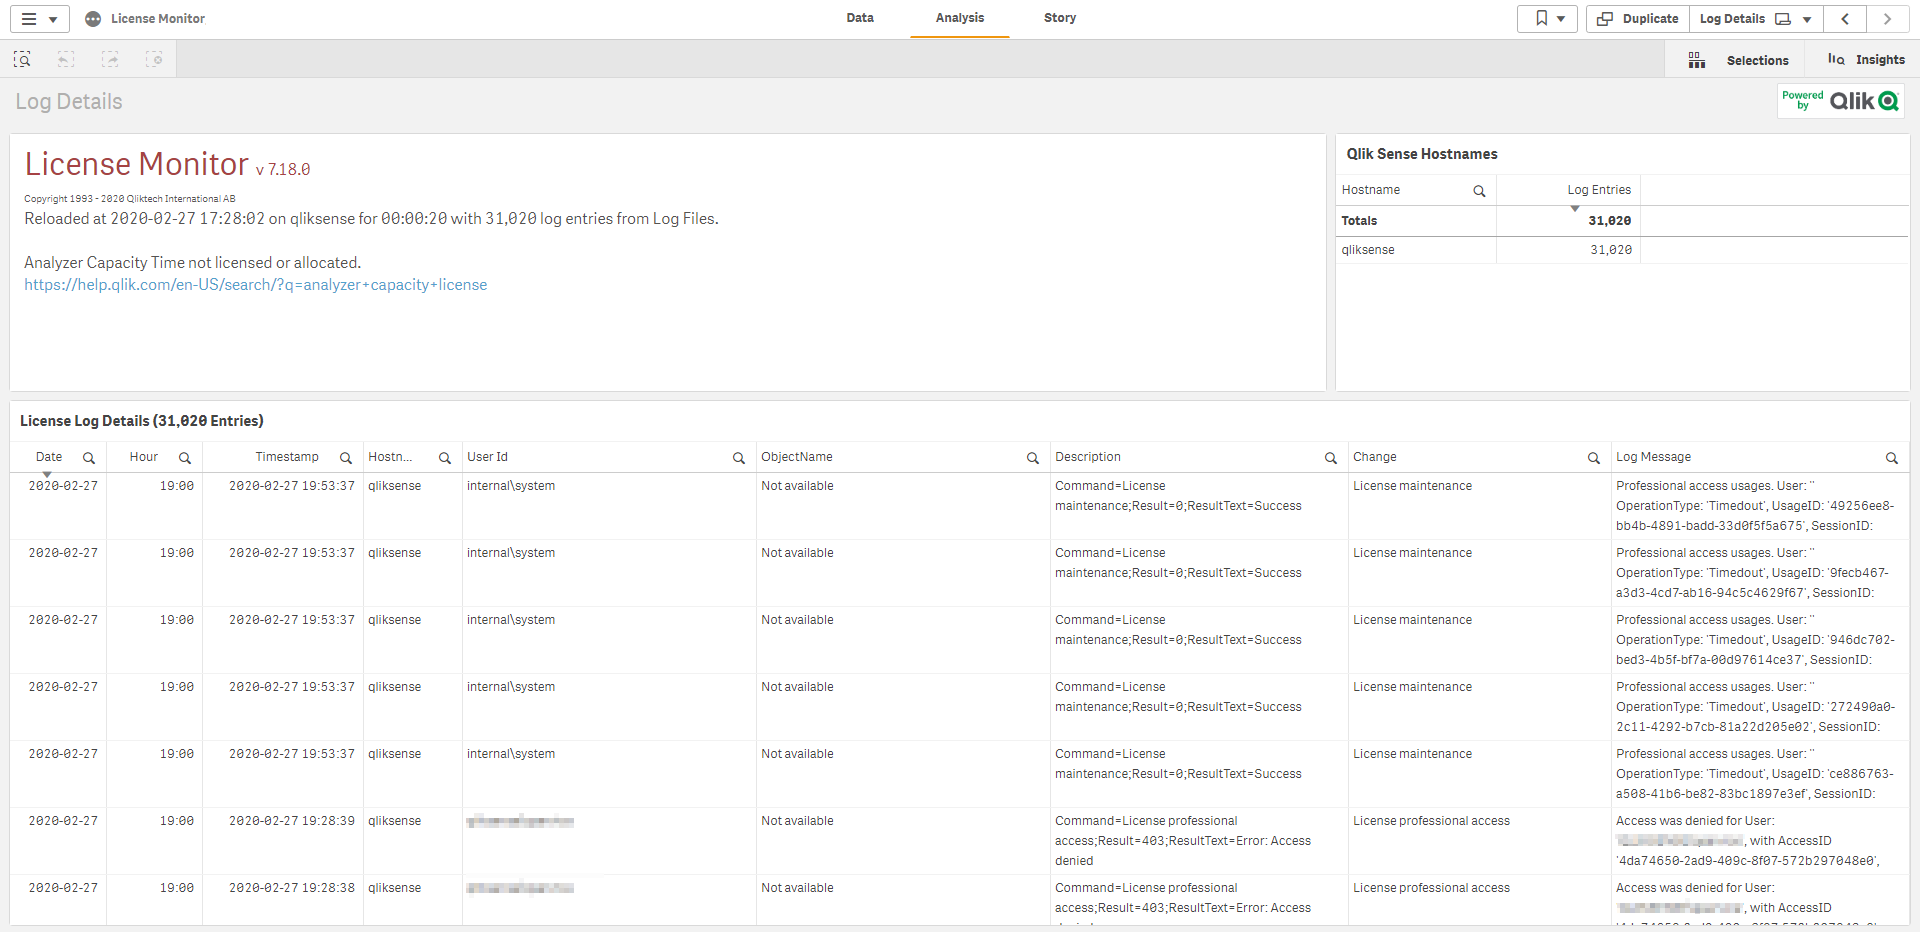 License Monitor
Data
Analysis
Story
Duplicate
Log Details
Selections
Insights
Log Details
Powered by Qlik
License Monitor v 7.18.0
Copyright 1993 - 2020 Qliktech International AB
Reloaded at 2020-02-27 17:28:02 on qliksense for 00:00:20 with 31,020 log entries from Log Files.
Analyzer Capacity Time not licensed or allocated.
https://help.qlik.com/en-US/search/?q=analyzer+capacity+license
Qlik Sense Hostnames
Hostname Log Entries
Totals 31,020
qliksense 31,020
License Log Details (31,020 Entries)
Date Hour Timestamp Hostn... User Id ObjectName Description Change Log Message
2020-02-27 19:00 2020-02-27 19:53:37 qliksense internal\system Not available Command=License License maintenance Professional access usages. User: ''
maintenance;Result=0;ResultText=Success OperationType: 'Timedout', UsageID: '49256ee8-
bb4b-4891-badd-33d0f5f5a675', SessionID:
2020-02-27 19:00 2020-02-27 19:53:37 qliksense internal\system Not available Command=License License maintenance Professional access usages. User: ''
maintenance;Result=0;ResultText=Success OperationType: 'Timedout', UsageID: '9fecb467-
a3d3-4cd7-ab16-94c5c4629f67', SessionID:
2020-02-27 19:00 2020-02-27 19:53:37 qliksense internal\system Not available Command=License License maintenance Professional access usages. User: ''
maintenance;Result=0;ResultText=Success OperationType: 'Timedout', UsageID: '946dc702-
bed3-4b5f-bf7a-00d97614ce37', SessionID:
2020-02-27 19:00 2020-02-27 19:53:37 qliksense internal\system Not available Command=License License maintenance Professional access usages. User: ''
maintenance;Result=0;ResultText=Success OperationType: 'Timedout', UsageID: '272490a0-
2c11-4292-b7cb-81a22d205e02', SessionID:
2020-02-27 19:00 2020-02-27 19:53:37 qliksense internal\system Not available Command=License License maintenance Professional access usages. User: ''
maintenance;Result=0;ResultText=Success OperationType: 'Timedout', UsageID: 'ce886763-
a508-41b6-be82-83bc1897e3ef', SessionID:
2020-02-27 19:00 2020-02-27 19:28:39 qliksense Not available Command=License professional License professional access Access was denied for User:
access;Result=403;ResultText=Error: Access , with AccessID
denied '4da74650-2ad9-409c-8f07-572b297048e0',
2020-02-27 19:00 2020-02-27 19:28:38 qliksense Not available Command=License professional License professional access Access was denied for User:
access;Result=403;ResultText=Error: Access , with AccessID